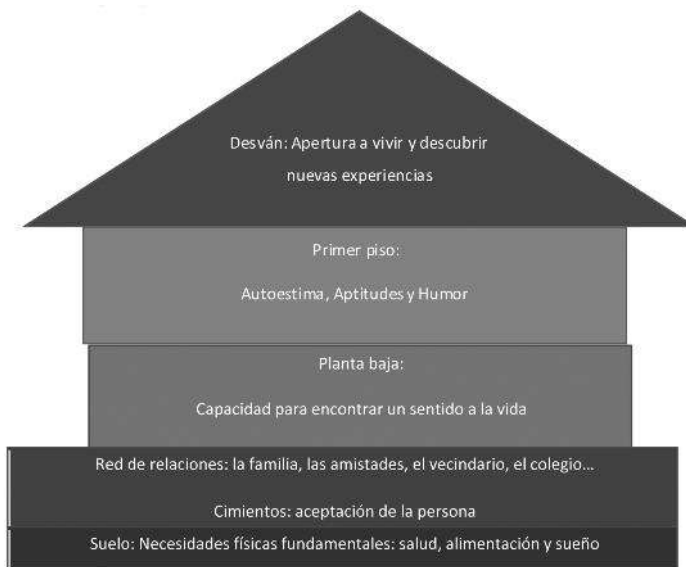 Desván: Apertura a vivir y descubrir
nuevas experiencias
Primer piso:
Autoestima, Aptitudes y Humor
Planta baja:
Capacidad para encontrar un sentido a la vida
Red de relaciones: la familia, las amistades, el vecindario, el colegio...
Cimientos: aceptación de la persona
Suelo: Necesidades físicas fundamentales: salud, alimentación y sueño